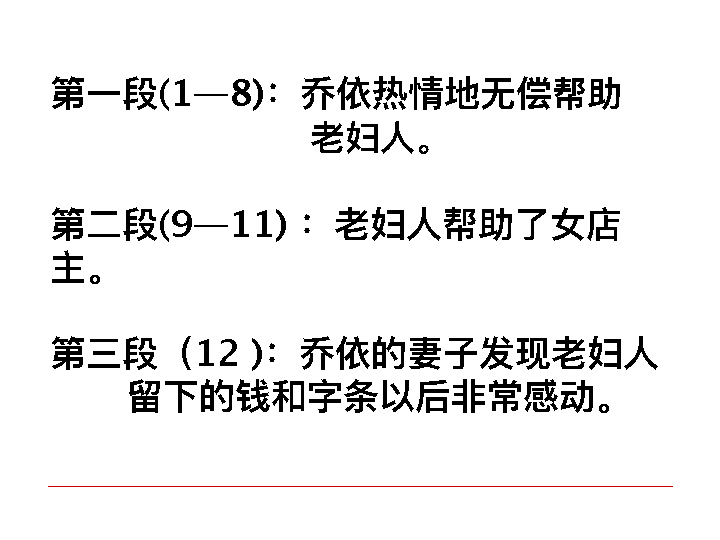 第一段(1—8)：乔依热情地无偿帮助
老妇人。
第二段(9—11) ：老妇人帮助了女店
主。
第三段（12 )：乔依的妻子发现老妇人
留下的钱和字条以后非常感动。